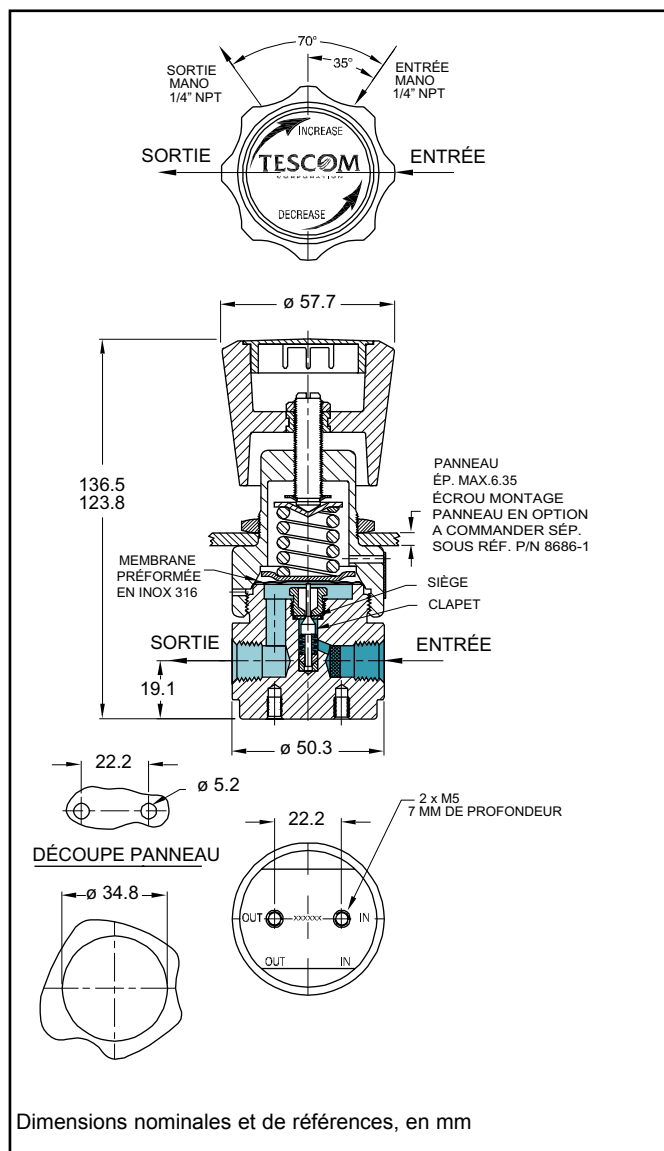 70°
35°
SORTIE
MANO
1/4" NPT
ENTRÉE
MANO
1/4" NPT
INCREASE
SORTIE
TESCOM
ENTRÉE
CORPORATION
DECREASE
ø 57.7
136.5
123.8
PANNEAU
ÉP. MAX.6.35
ÉCROU MONTAGE
PANNEAU EN OPTION
A COMMANDER SÉP.
SOUS RÉF. P/N 8686-1
MEMBRANE
PRÉFORMÉE
EN INOX 316
SIÈGE
CLAPET
SORTIE
ENTRÉE
19.1
ø 50.3
22.2
ø 5.2
DÉCOUPE PANNEAU
ø 34.8
2 x M5
7 MM DE PROFONDEUR
22.2
OUT xxxxxx IN
OUT IN
Dimensions nominales et de références, en mm